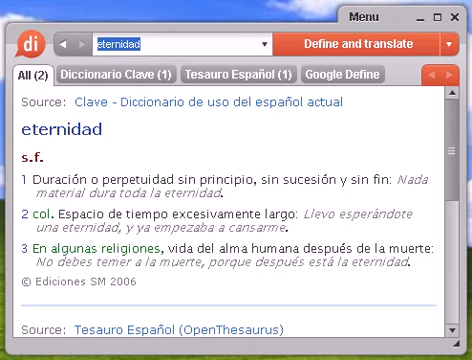 Menu
di
eternidad
Define and translate
All (2)
Diccionario Clave (1)
Tesauro Español (1)
Google Define
Source: Clave - Diccionario de uso del español actual
eternidad
s.f.
1 Duración o perpetuidad sin principio, sin sucesión y sin fin: Nada
material dura toda la eternidad.
2 col. Espacio de tiempo excesivamente largo: Llevo esperándote
una eternidad, y ya empezaba a cansarme.
3 En algunas religiones, vida del alma humana después de la muerte:
No debes temer a la muerte, porque después está la eternidad.
© Ediciones SM 2006
Source: Tesauro Español (OpenThesaurus)